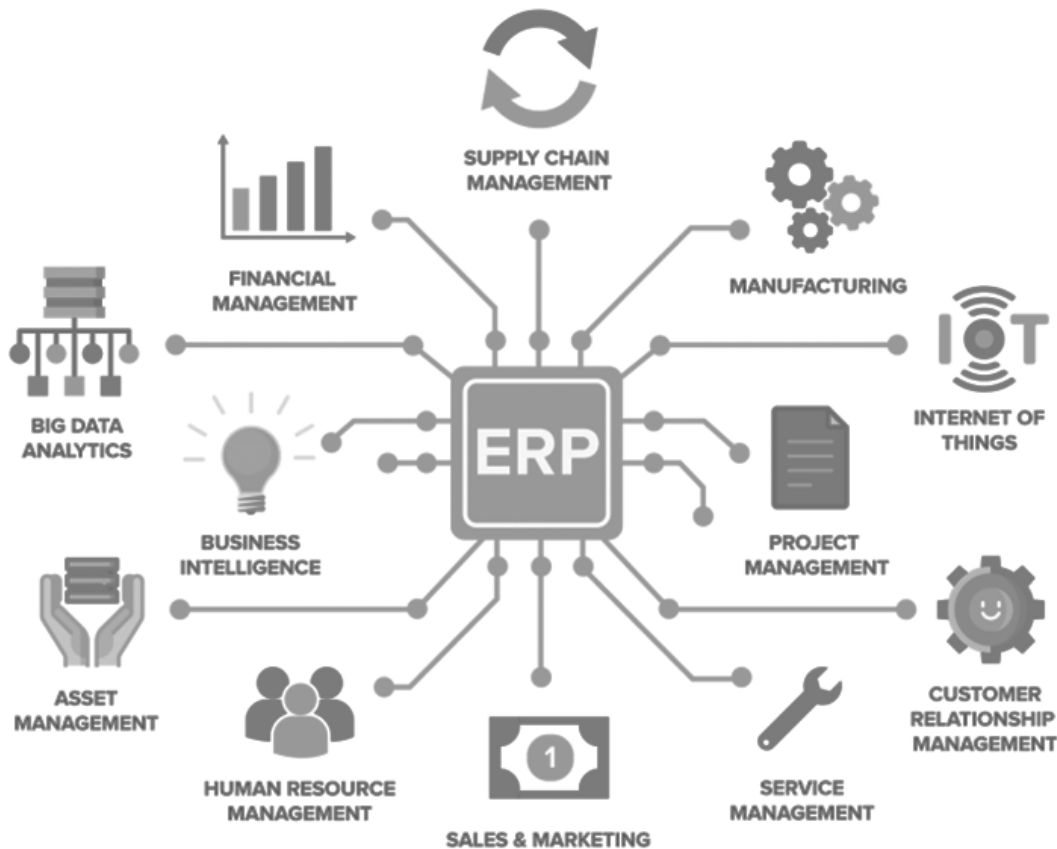 SUPPLY CHAIN
MANAGEMENT
FINANCIAL
MANAGEMENT
MANUFACTURING
BIG DATA
ANALYTICS
IOT
INTERNET OF
THINGS
ERP
BUSINESS
INTELLIGENCE
PROJECT
MANAGEMENT
ASSET
MANAGEMENT
CUSTOMER
RELATIONSHIP
MANAGEMENT
HUMAN RESOURCE
MANAGEMENT
1
SALES & MARKETING
SERVICE
MANAGEMENT